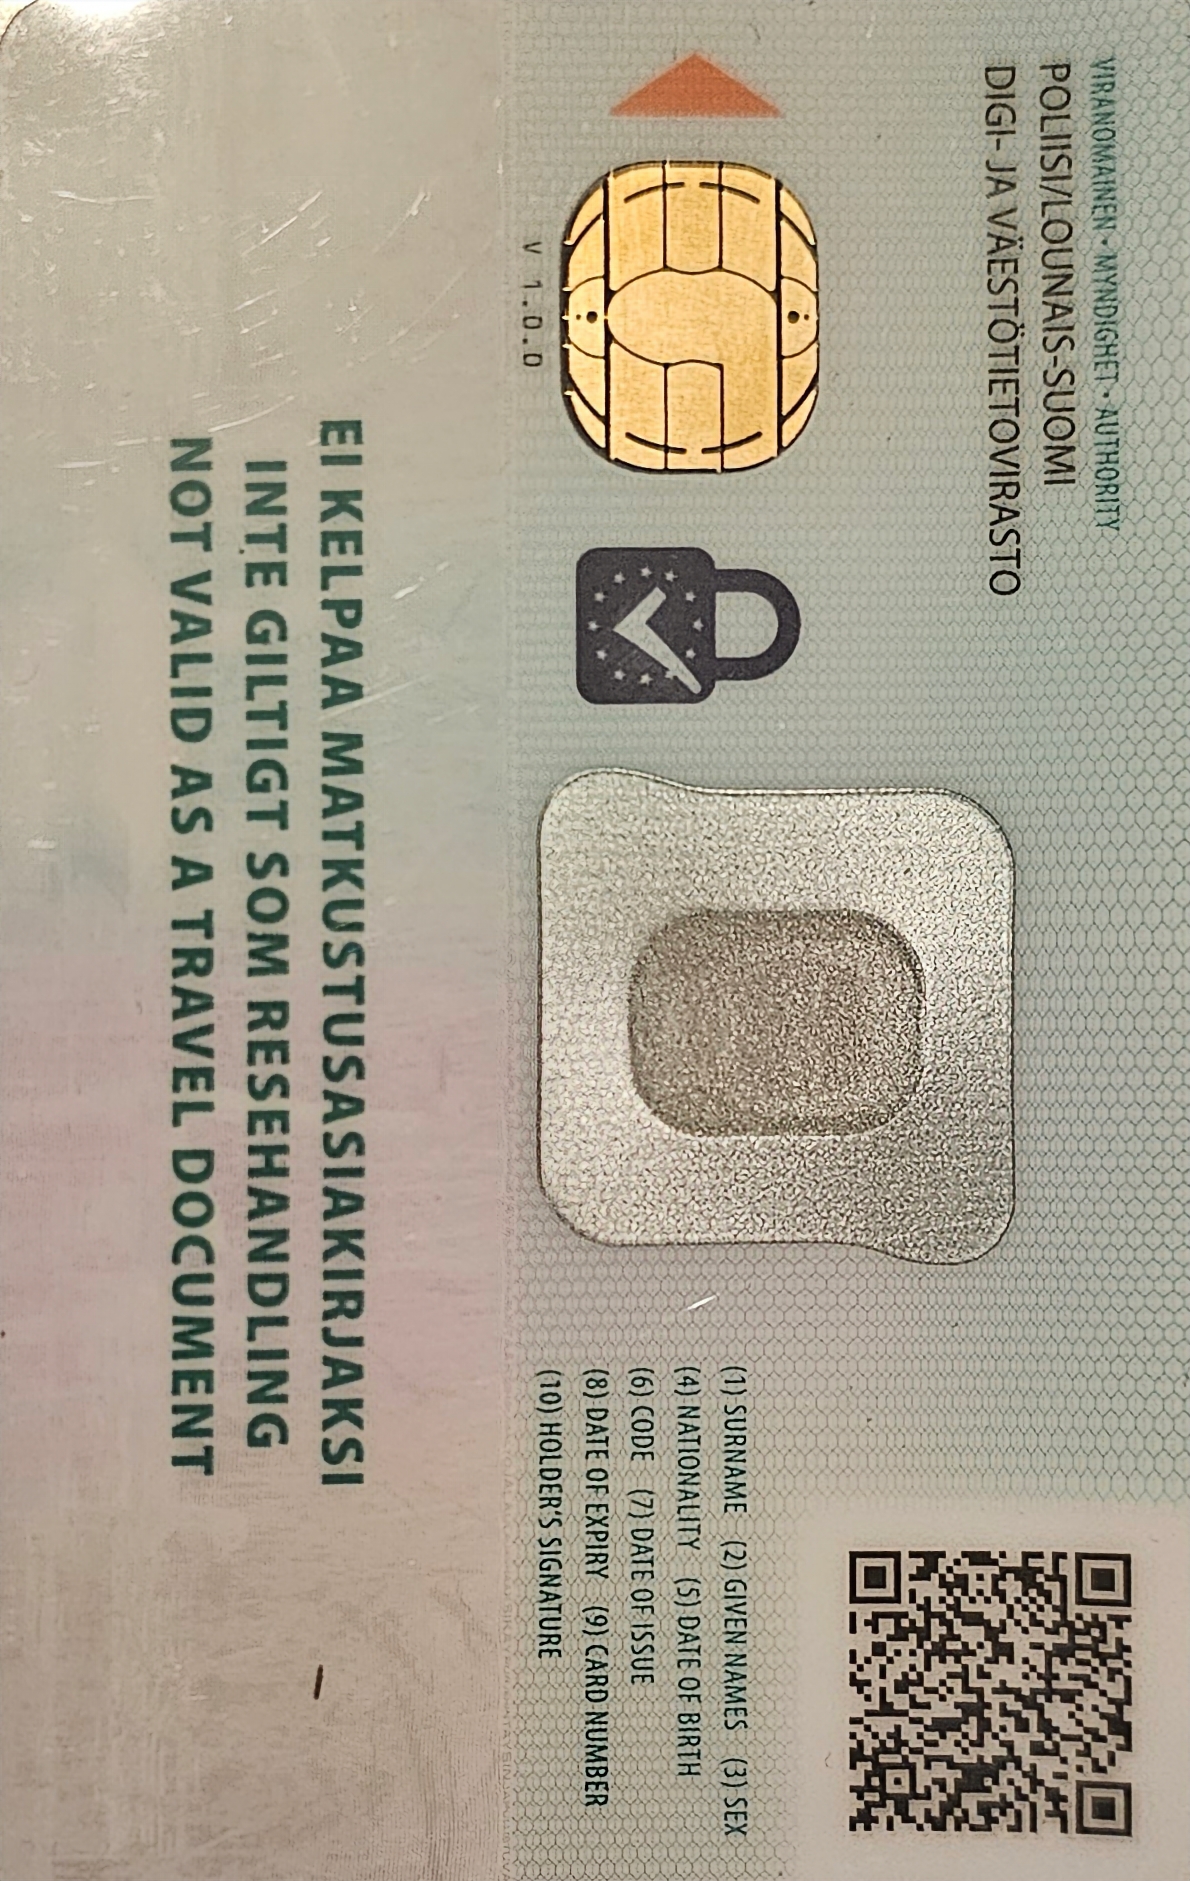 VIRANOMAINEN • MYNDIGHET • AUTHORITY
POLIISI/LOUNAIS-SUOMI
DIGI- JA VÄESTÖTIETOVIRASTO
V 1.0.0
(1) SURNAME (2) GIVEN NAMES (3) SEX
(4) NATIONALITY (5) DATE OF BIRTH
(6) CODE (7) DATE OF ISSUE
(8) DATE OF EXPIRY (9) CARD NUMBER
(10) HOLDER'S SIGNATURE
EI KELPAA MATKUSTUSASIAKIRJAKSI
INTE GILTIGT SOM RESEHANDLING
NOT VALID AS A TRAVEL DOCUMENT